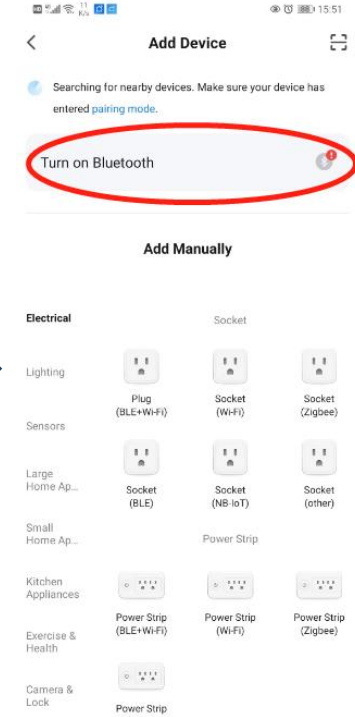 11
K/s
15:51
Add Device
Searching for nearby devices. Make sure your device has
entered pairing mode.
Turn on Bluetooth
Add Manually
Electrical
Socket
Lighting
Plug
(BLE+Wi-Fi)
Socket
(Wi-Fi)
Socket
(Zigbee)
Sensors
Large
Home Ap...
Socket
(BLE)
Socket
(NB-IoT)
Socket
(other)
Small
Home Ap...
Power Strip
Kitchen
Appliances
Power Strip
(BLE+Wi-Fi)
Power Strip
(Wi-Fi)
Power Strip
(Zigbee)
Exercise &
Health
Camera &
Lock
Power Strip